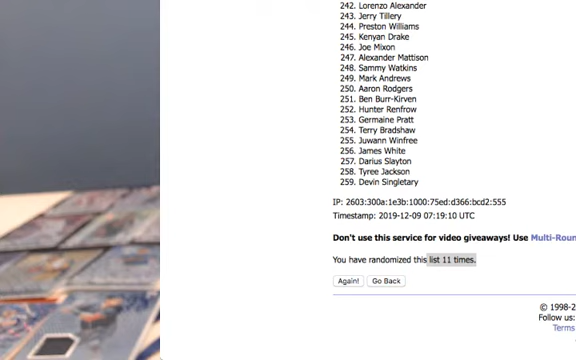 242. Lorenzo Alexander
243. Jerry Tillery
244. Preston Williams
245. Kenyan Drake
246. Joe Mixon
247. Alexander Mattison
248. Sammy Watkins
249. Mark Andrews
250. Aaron Rodgers
251. Ben Burr-Kirven
252. Hunter Renfrow
253. Germaine Pratt
254. Terry Bradshaw
255. Juwann Winfree
256. James White
257. Darius Slayton
258. Tyree Jackson
259. Devin Singletary
IP: 2603:300a:1e3b:1000:75ed:d366:bcd2:555
Timestamp: 2019-12-09 07:19:10 UTC
Don't use this service for video giveaways! Use Multi-Roun
You have randomized this list 11 times.
Again! Go Back
© 1998-2
Follow us:
Terms